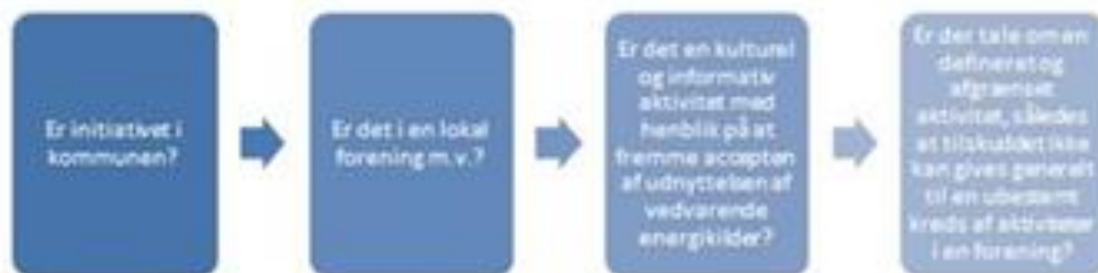 Er initiativet i
kommunen?
Er det i en lokal
forening m.v.?
Er det en kulturel
og informativ
aktivitet med
henblik på at
fremme accepten
af udnyttelsen af
vedvarende
energikilder?
Er der tale om en
defineret og
afgrænset
aktivitet, således
at tilskuddet ikke
kan gives generelt
til en ubestemt
kreds af aktiviteter
i en forening?